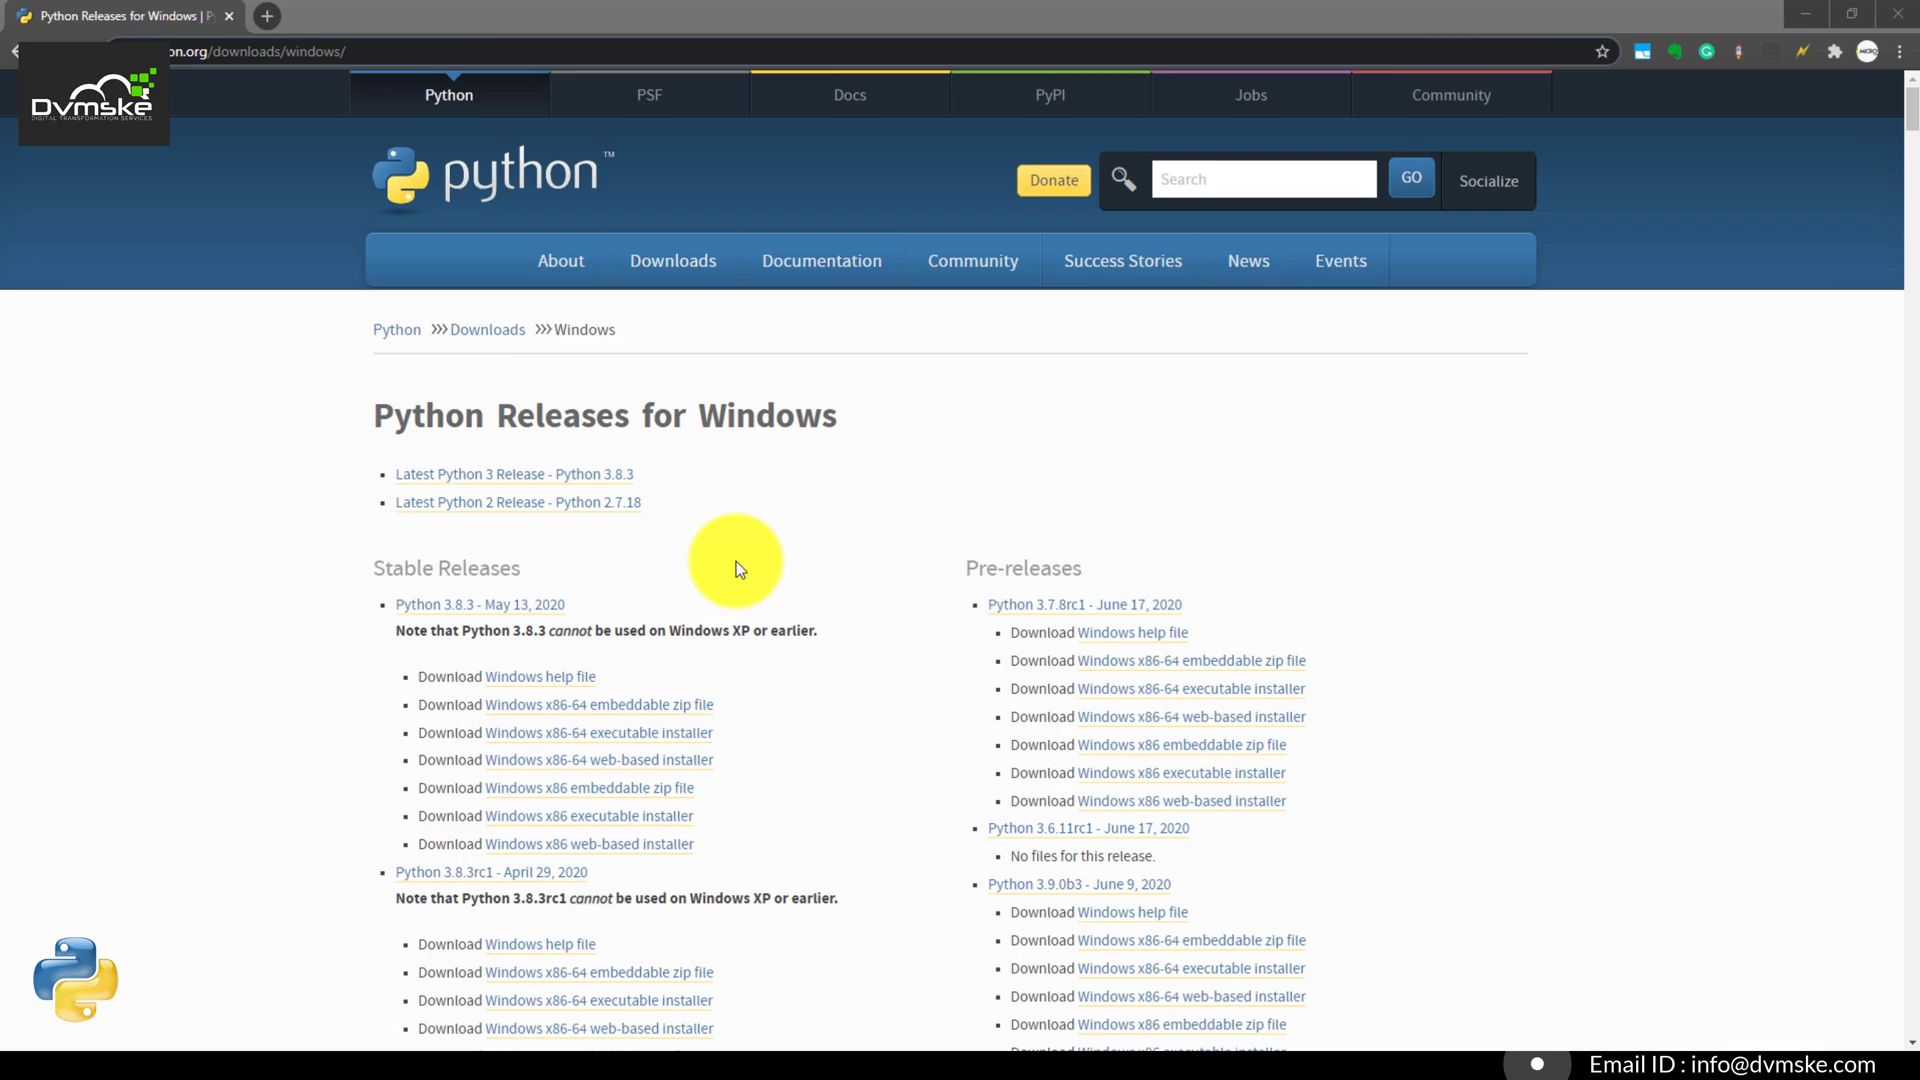 Python Releases for Windows | P
on.org/downloads/windows/
Dvmske
DIGITAL TRANSFORMATION SERVICES
Python PSF Docs PyPI Jobs Community
python ™
Donate Search GO Socialize
About Downloads Documentation Community Success Stories News Events
Python >>> Downloads >>> Windows
Python Releases for Windows
Latest Python 3 Release - Python 3.8.3
Latest Python 2 Release - Python 2.7.18
Stable Releases
Python 3.8.3 - May 13, 2020
Note that Python 3.8.3 cannot be used on Windows XP or earlier.
Download Windows help file
Download Windows x86-64 embeddable zip file
Download Windows x86-64 executable installer
Download Windows x86-64 web-based installer
Download Windows x86 embeddable zip file
Download Windows x86 executable installer
Download Windows x86 web-based installer
Python 3.8.3rc1 - April 29, 2020
Note that Python 3.8.3rc1 cannot be used on Windows XP or earlier.
Download Windows help file
Download Windows x86-64 embeddable zip file
Download Windows x86-64 executable installer
Download Windows x86-64 web-based installer
Pre-releases
Python 3.7.8rc1 - June 17, 2020
Download Windows help file
Download Windows x86-64 embeddable zip file
Download Windows x86-64 executable installer
Download Windows x86-64 web-based installer
Download Windows x86 embeddable zip file
Download Windows x86 executable installer
Download Windows x86 web-based installer
Python 3.6.11rc1 - June 17, 2020
No files for this release.
Python 3.9.0b3 - June 9, 2020
Download Windows help file
Download Windows x86-64 embeddable zip file
Download Windows x86-64 executable installer
Download Windows x86-64 web-based installer
Download Windows x86 embeddable zip file
Email ID : info@dvmske.com